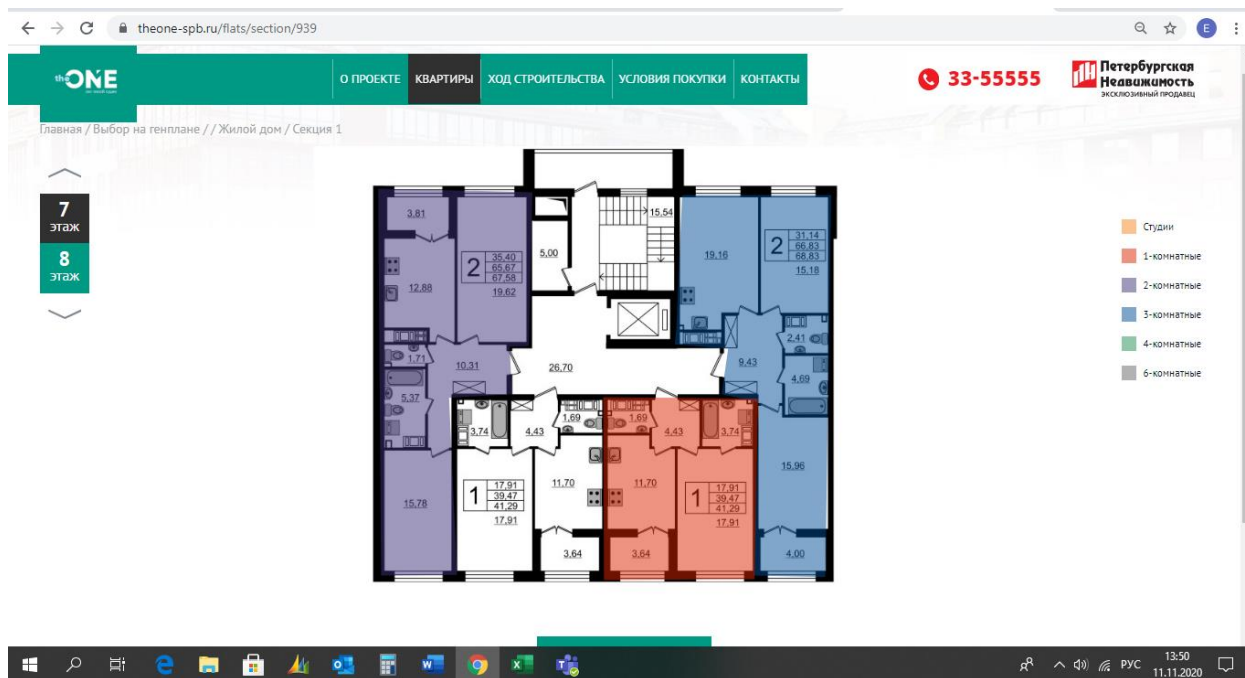 theone-spb.ru/flats/section/939
E
the ONE
О ПРОЕКТЕ КВАРТИРЫ ХОД СТРОИТЕЛЬСТВА УСЛОВИЯ ПОКУПКИ КОНТАКТЫ
33-55555
Петербургская
Недвижимость
эксклюзивный продавец
Главная / Выбор на генплане / / Жилой дом / Секция 1
7
этаж
8
этаж
3,81
12,88
2
35,40
65,67
67,58
19,62
5,00
15,54
19,16
2
31,14
66,83
68,83
15,18
1,71
10,31
5,37
26,70
9,43
2,41
4,69
3,74
4,43
1,69
1,69
4,43
3,74
15,78
1
17,91
39,47
41,29
17,91
11,70
3,64
11,70
3,64
1
17,91
39,47
41,29
17,91
15,96
4,00
Студии
1-комнатные
2-комнатные
3-комнатные
4-комнатные
6-комнатные
РУС
13:50
11.11.2020